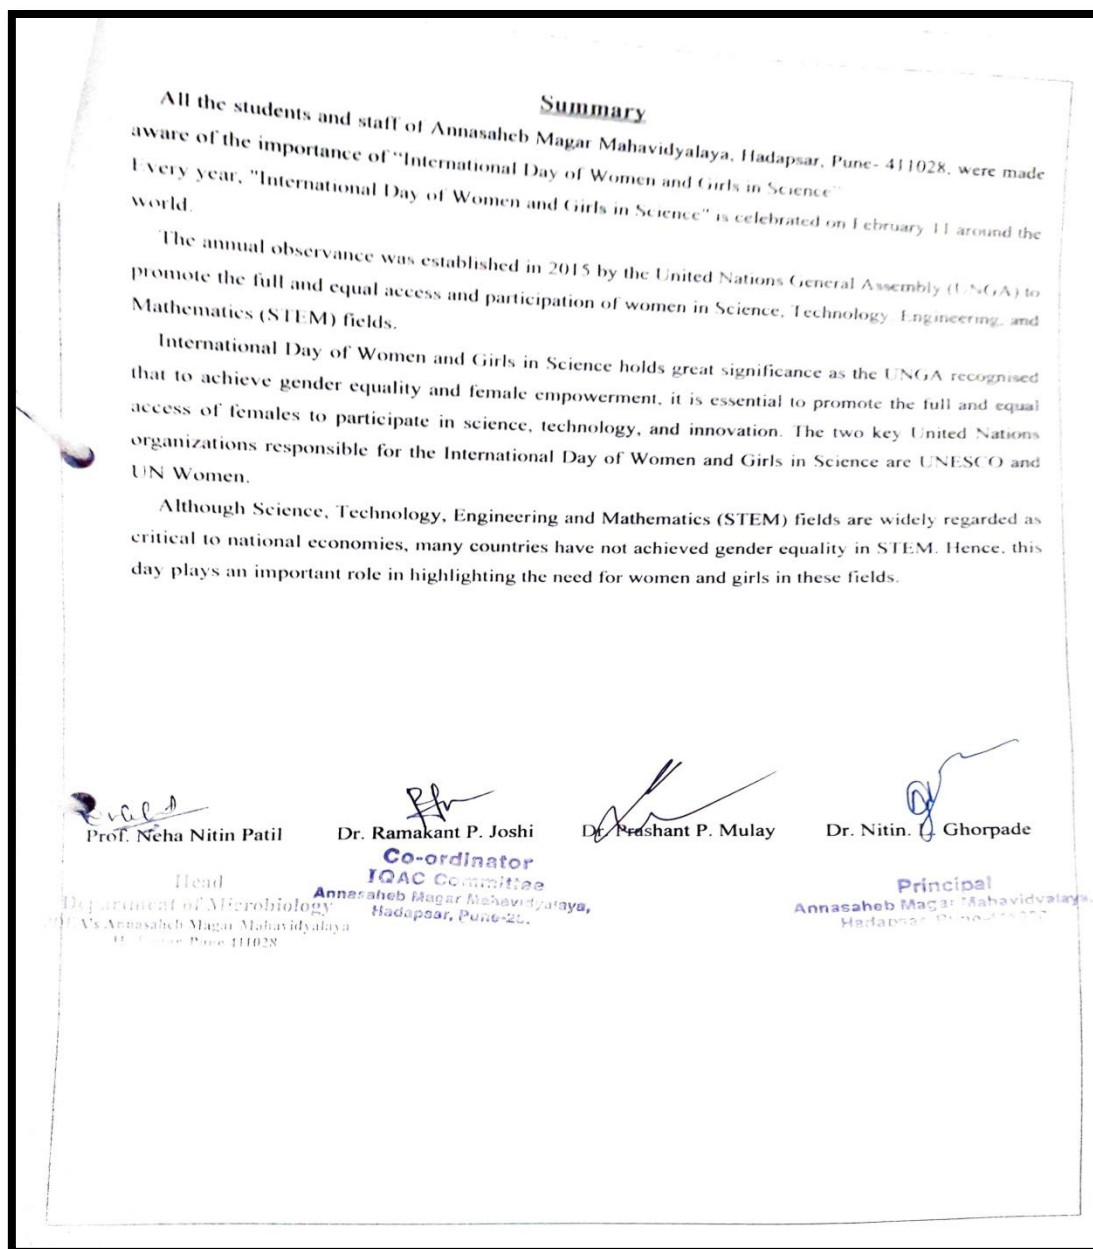 Summary
All the students and staff of Annasaheb Magar Mahavidyalaya, Hadapsar, Pune- 411028, were made
aware of the importance of "International Day of Women and Girls in Science"
Every year, "International Day of Women and Girls in Science" is celebrated on February 11 around the
world.
The annual observance was established in 2015 by the United Nations General Assembly (UNGA) to
promote the full and equal access and participation of women in Science, Technology, Engineering, and
Mathematics (STEM) fields.
International Day of Women and Girls in Science holds great significance as the UNGA recognised
that to achieve gender equality and female empowerment, it is essential to promote the full and equal
access of females to participate in science, technology, and innovation. The two key United Nations
organizations responsible for the International Day of Women and Girls in Science are UNESCO and
UN Women.
Although Science, Technology, Engineering and Mathematics (STEM) fields are widely regarded as
critical to national economies, many countries have not achieved gender equality in STEM. Hence, this
day plays an important role in highlighting the need for women and girls in these fields.
Prof. Neha Nitin Patil
Head
Department of Microbiology
Annasaheb Magar Mahavidyalaya
Pune 411028
Dr. Ramakant P. Joshi
Co-ordinator
IQAC Committee
Annasaheb Magar Mahavidyalaya,
Hadapsar, Pune-28.
Dr. Prashant P. Mulay
Dr. Nitin. Ghorpade
Principal
Annasaheb Magar Mahavidyalaya,
Hadapsar